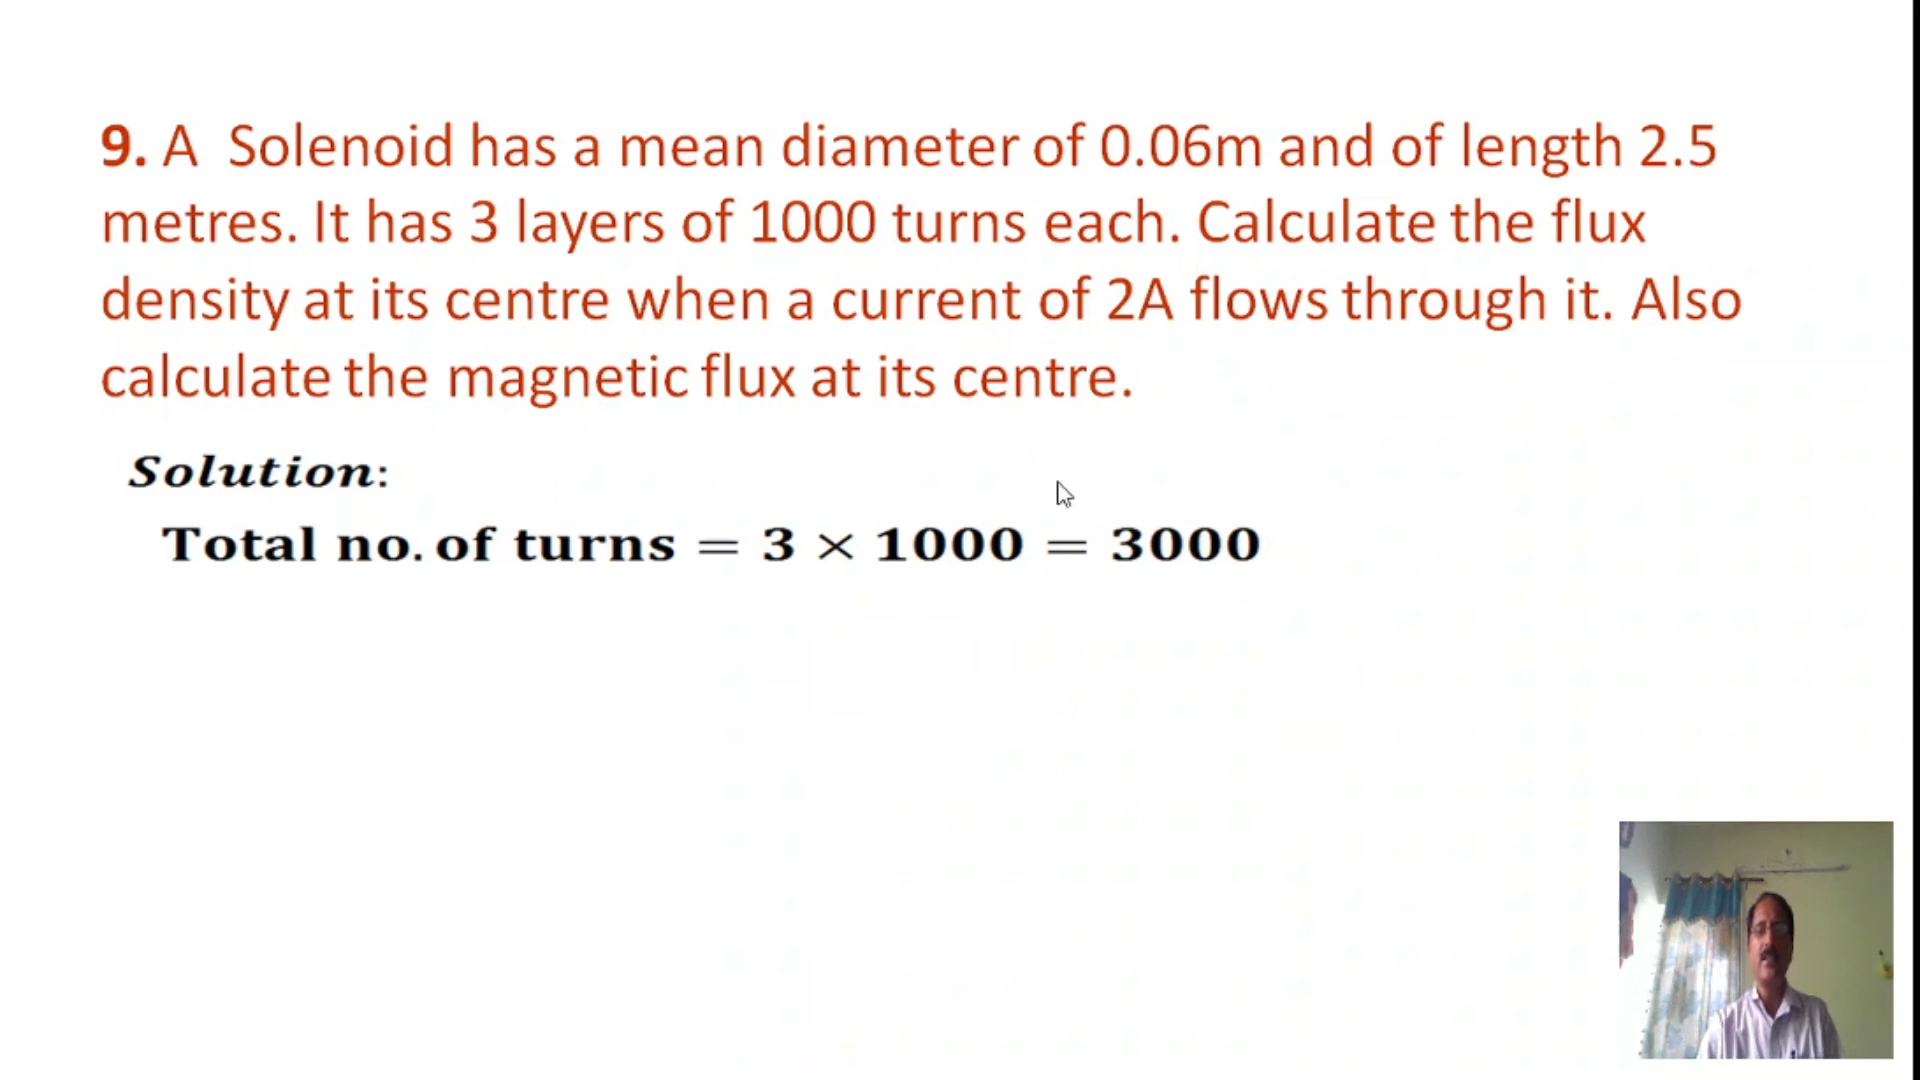 9. A Solenoid has a mean diameter of 0.06m and of length 2.5
metres. It has 3 layers of 1000 turns each. Calculate the flux
density at its centre when a current of 2A flows through it. Also
calculate the magnetic flux at its centre.
Solution:
Total no. of turns = 3 × 1000 = 3000